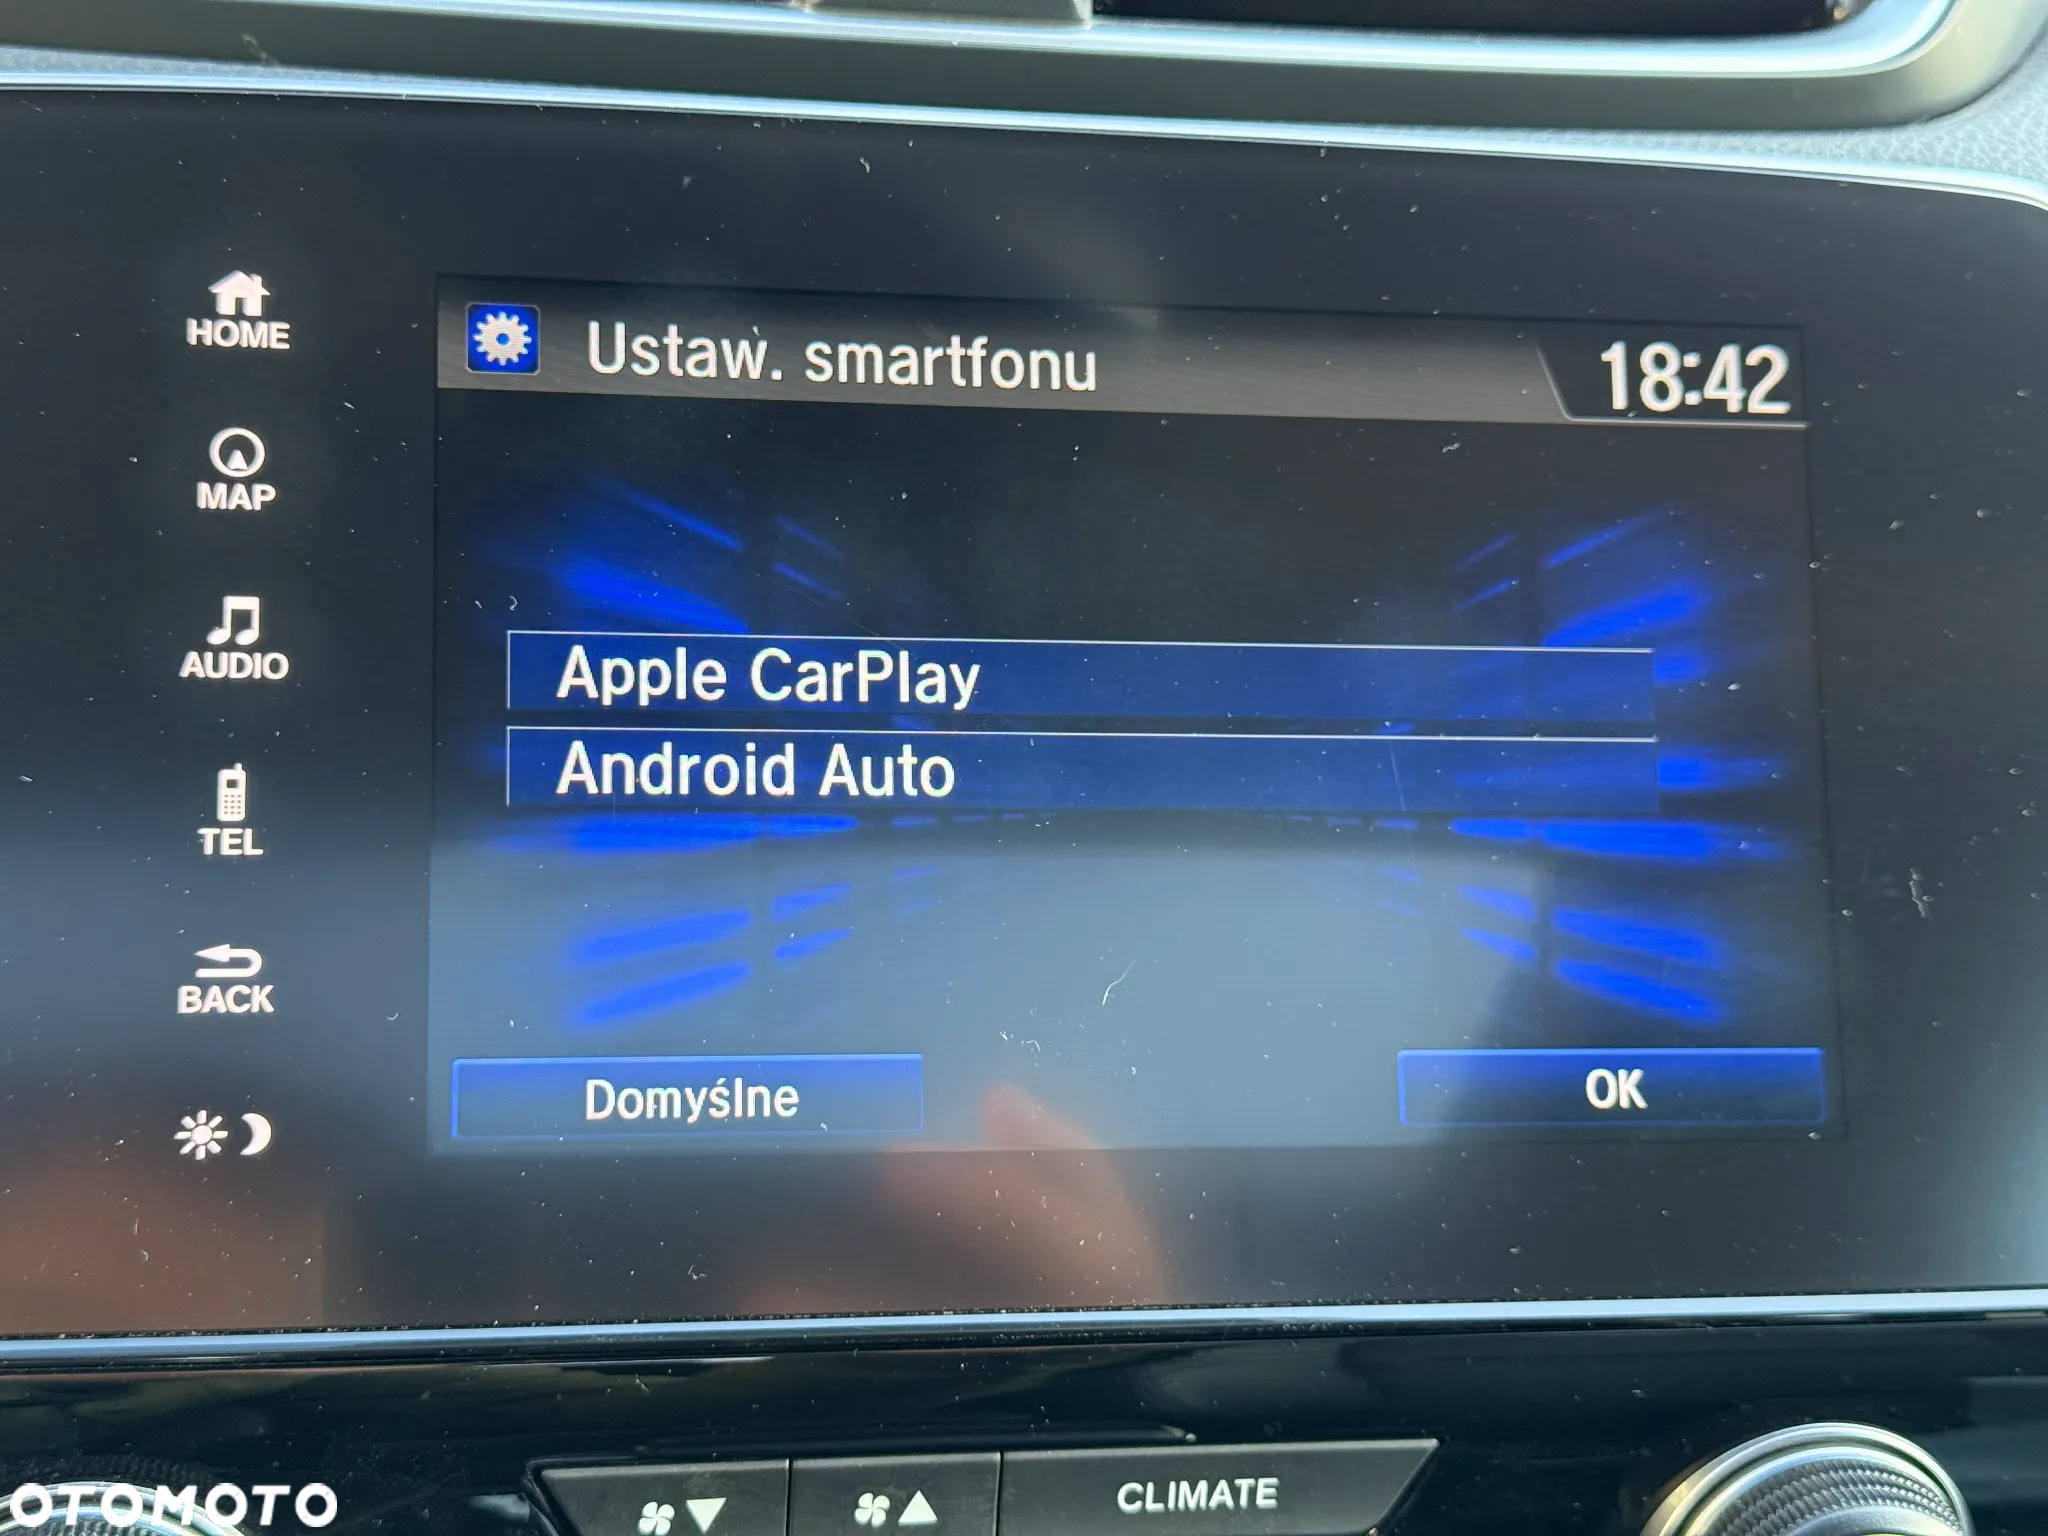 HOME
MAP
AUDIO
TEL
BACK
Ustaw. smartfonu
18:42
Apple CarPlay
Android Auto
Domyślne
OK
CLIMATE
OTOMOTO